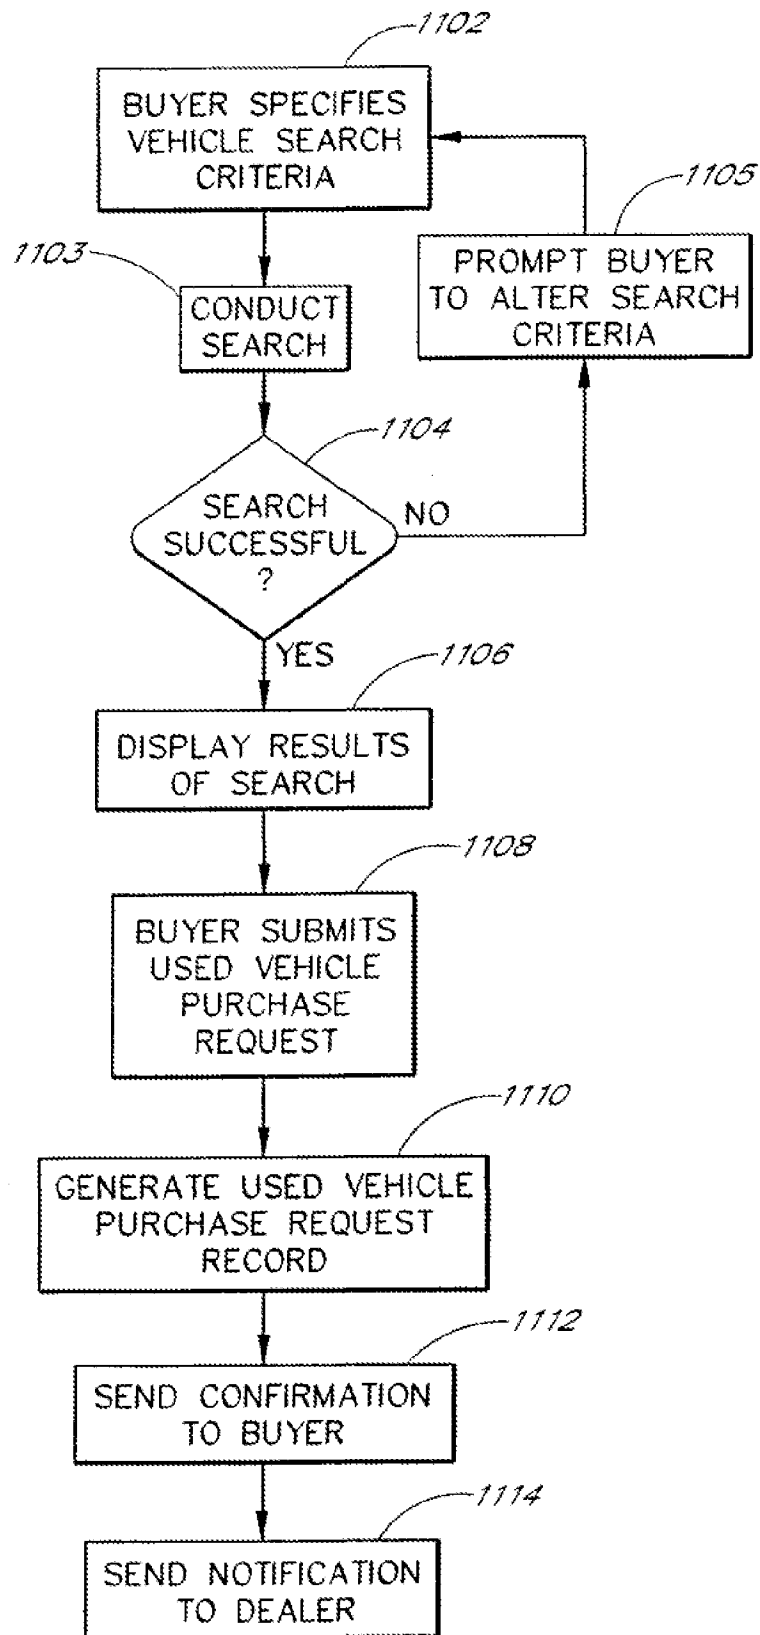 1102
BUYER SPECIFIES
VEHICLE SEARCH
CRITERIA
1105
PROMPT BUYER
TO ALTER SEARCH
CRITERIA
1103
CONDUCT
SEARCH
1104
SEARCH
SUCCESSFUL
?
NO
YES
1106
DISPLAY RESULTS
OF SEARCH
1108
BUYER SUBMITS
USED VEHICLE
PURCHASE
REQUEST
1110
GENERATE USED VEHICLE
PURCHASE REQUEST
RECORD
1112
SEND CONFIRMATION
TO BUYER
1114
SEND NOTIFICATION
TO DEALER